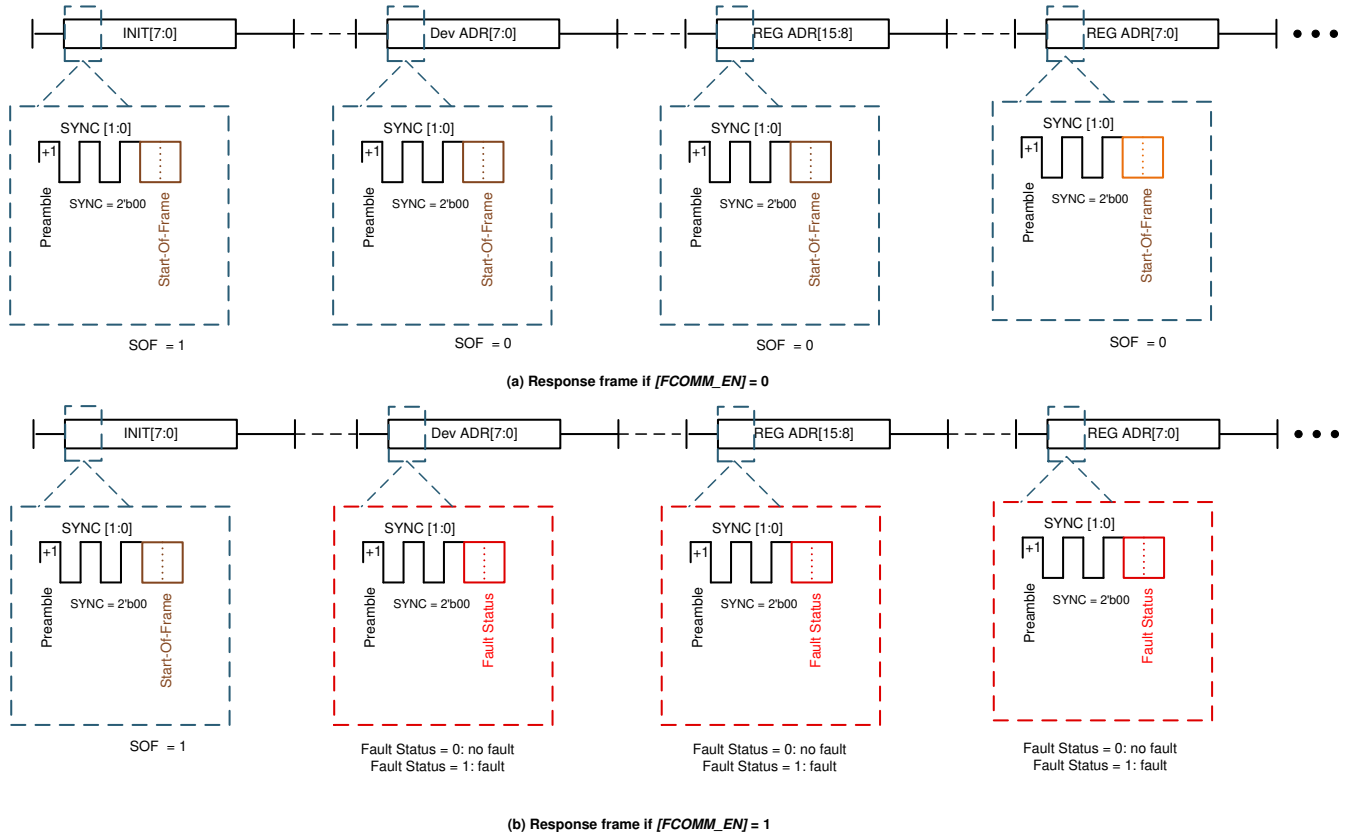 INIT[7:0] Dev ADR[7:0] REG ADR[15:8] REG ADR[7:0]
SYNC [1:0] SYNC [1:0] SYNC [1:0] SYNC [1:0]
+1 +1 +1 +1
SYNC = 2'b00 SYNC = 2'b00 SYNC = 2'b00 SYNC = 2'b00
Preamble Start-Of-Frame Preamble Start-Of-Frame Preamble Start-Of-Frame Preamble Start-Of-Frame
SOF = 1 SOF = 0 SOF = 0 SOF = 0
(a) Response frame if [FCOMM_EN] = 0
INIT[7:0] Dev ADR[7:0] REG ADR[15:8] REG ADR[7:0]
SYNC [1:0] SYNC [1:0] SYNC [1:0] SYNC [1:0]
+1 +1 +1 +1
SYNC = 2'b00 SYNC = 2'b00 SYNC = 2'b00 SYNC = 2'b00
Preamble Start-Of-Frame Preamble Fault Status Preamble Fault Status Preamble Fault Status
SOF = 1 Fault Status = 0: no fault Fault Status = 0: no fault Fault Status = 0: no fault
Fault Status = 1: fault Fault Status = 1: fault Fault Status = 1: fault
(b) Response frame if [FCOMM_EN] = 1